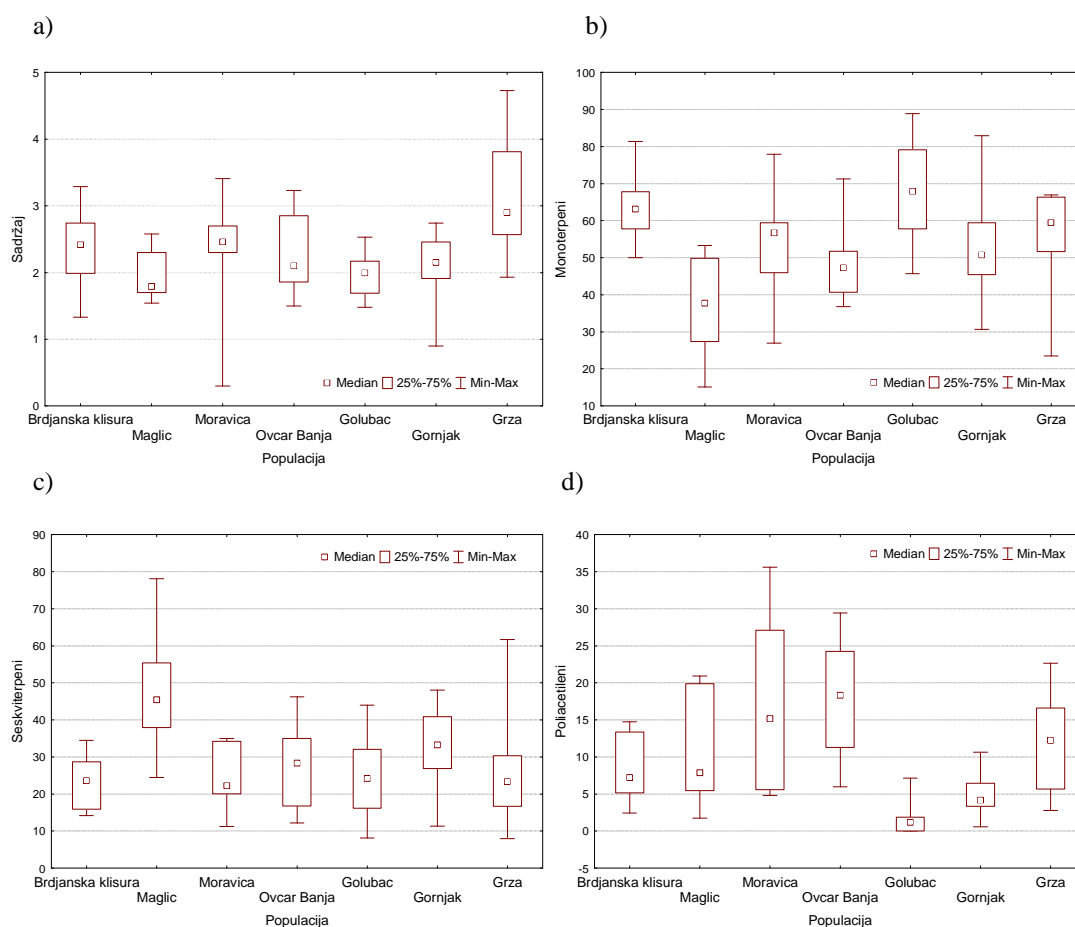 a)
5
4
3
2
1
0
Sadržaj
Median 25%-75% Min-Max
Brdjanska klisura Moravica Golubac Grza
Maglic Ovcar Banja Gornjak
Populacija
b)
100
90
80
70
60
50
40
30
20
10
Monoterpeni
Median 25%-75% Min-Max
Brdjanska klisura Moravica Golubac Grza
Maglic Ovcar Banja Gornjak
Populacija
c)
90
80
70
60
50
40
30
20
10
0
Seskviterpeni
Median 25%-75% Min-Max
Brdjanska klisura Moravica Golubac Grza
Maglic Ovcar Banja Gornjak
Populacija
d)
40
35
30
25
20
15
10
5
0
-5
Poliacetileni
Median 25%-75% Min-Max
Brdjanska klisura Moravica Golubac Grza
Maglic Ovcar Banja Gornjak
Populacija